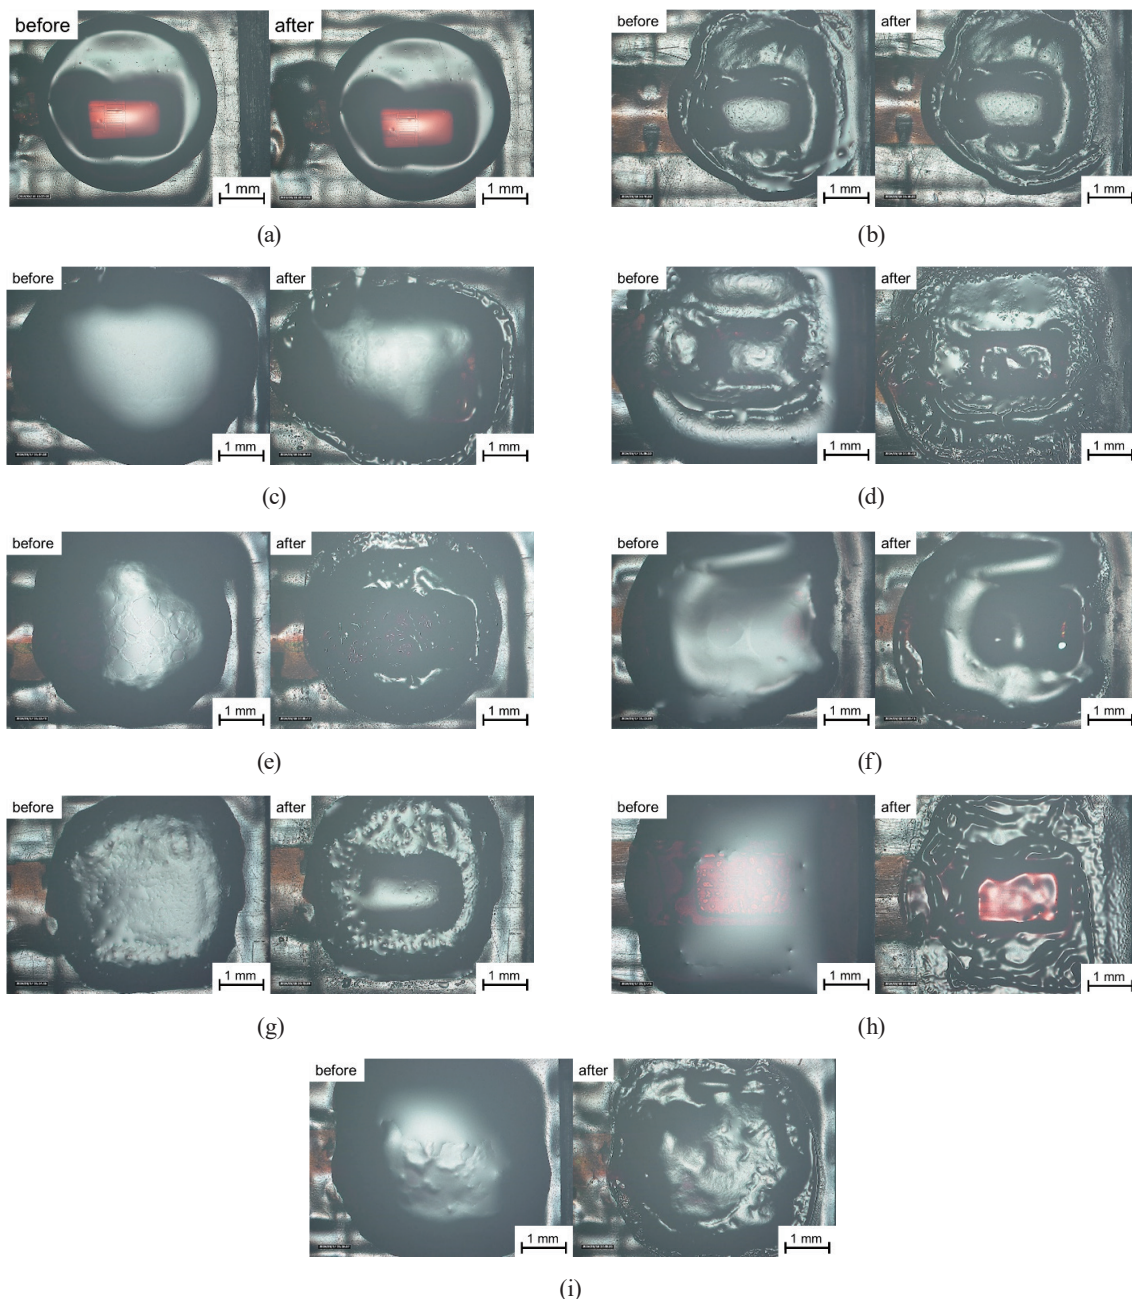 before after before after
1 mm 1 mm 1 mm 1 mm
(a) (b)
before after before after
1 mm 1 mm 1 mm 1 mm
(c) (d)
before after before after
1 mm 1 mm 1 mm 1 mm
(e) (f)
before after before after
1 mm 1 mm 1 mm 1 mm
(g) (h)
before after
1 mm 1 mm
(i)